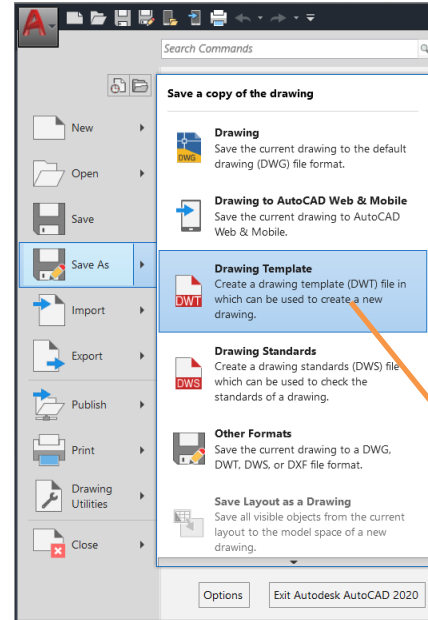 A
Search Commands
Save a copy of the drawing
New
Open
Save
Save As
Import
Export
Publish
Print
Drawing
Utilities
Close
Drawing
Save the current drawing to the default
drawing (DWG) file format.
DWG
Drawing to AutoCAD Web & Mobile
Save the current drawing to AutoCAD
Web & Mobile.
Drawing Template
Create a drawing template (DWT) file in
which can be used to create a new
drawing.
DWT
Drawing Standards
Create a drawing standards (DWS) file
which can be used to check the
standards of a drawing.
DWS
Other Formats
Save the current drawing to a DWG,
DWT, DWS, or DXF file format.
Save Layout as a Drawing
Save all visible objects from the current
layout to the model space of a new
drawing.
Options
Exit Autodesk AutoCAD 2020